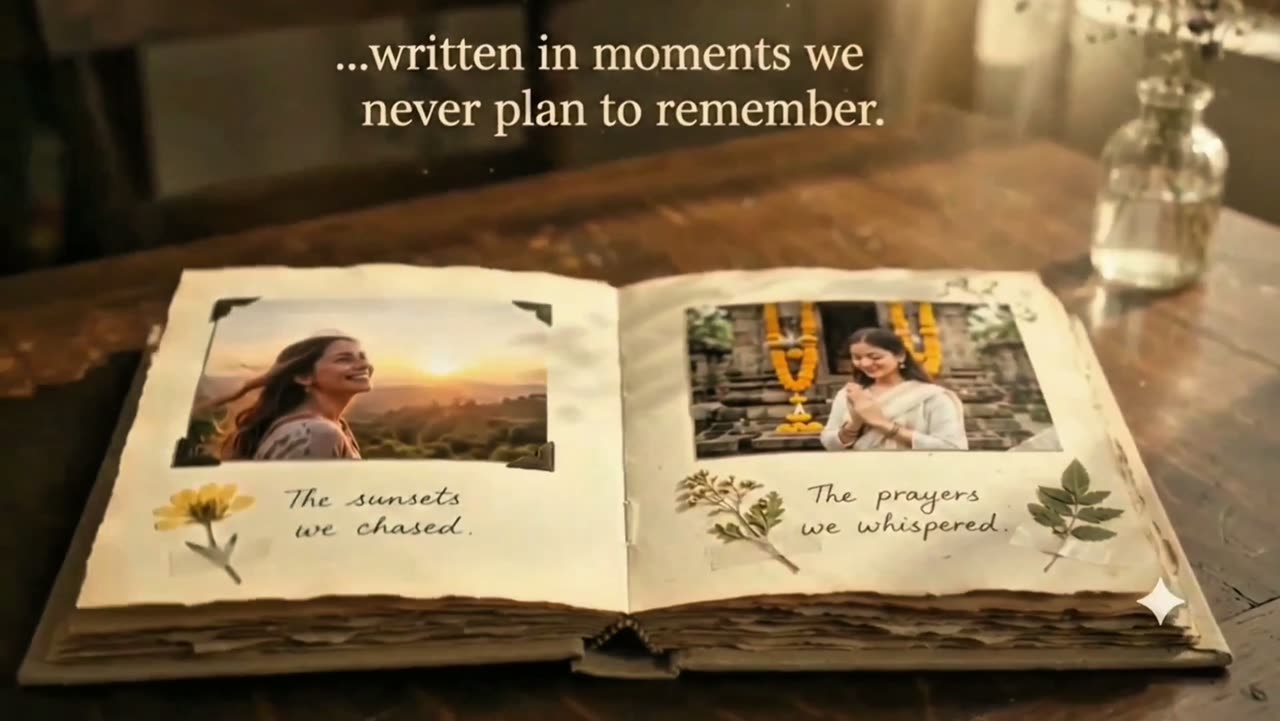 ...written in moments we
never plan to remember.
The sunsets
we chased.
The prayers
we whispered.